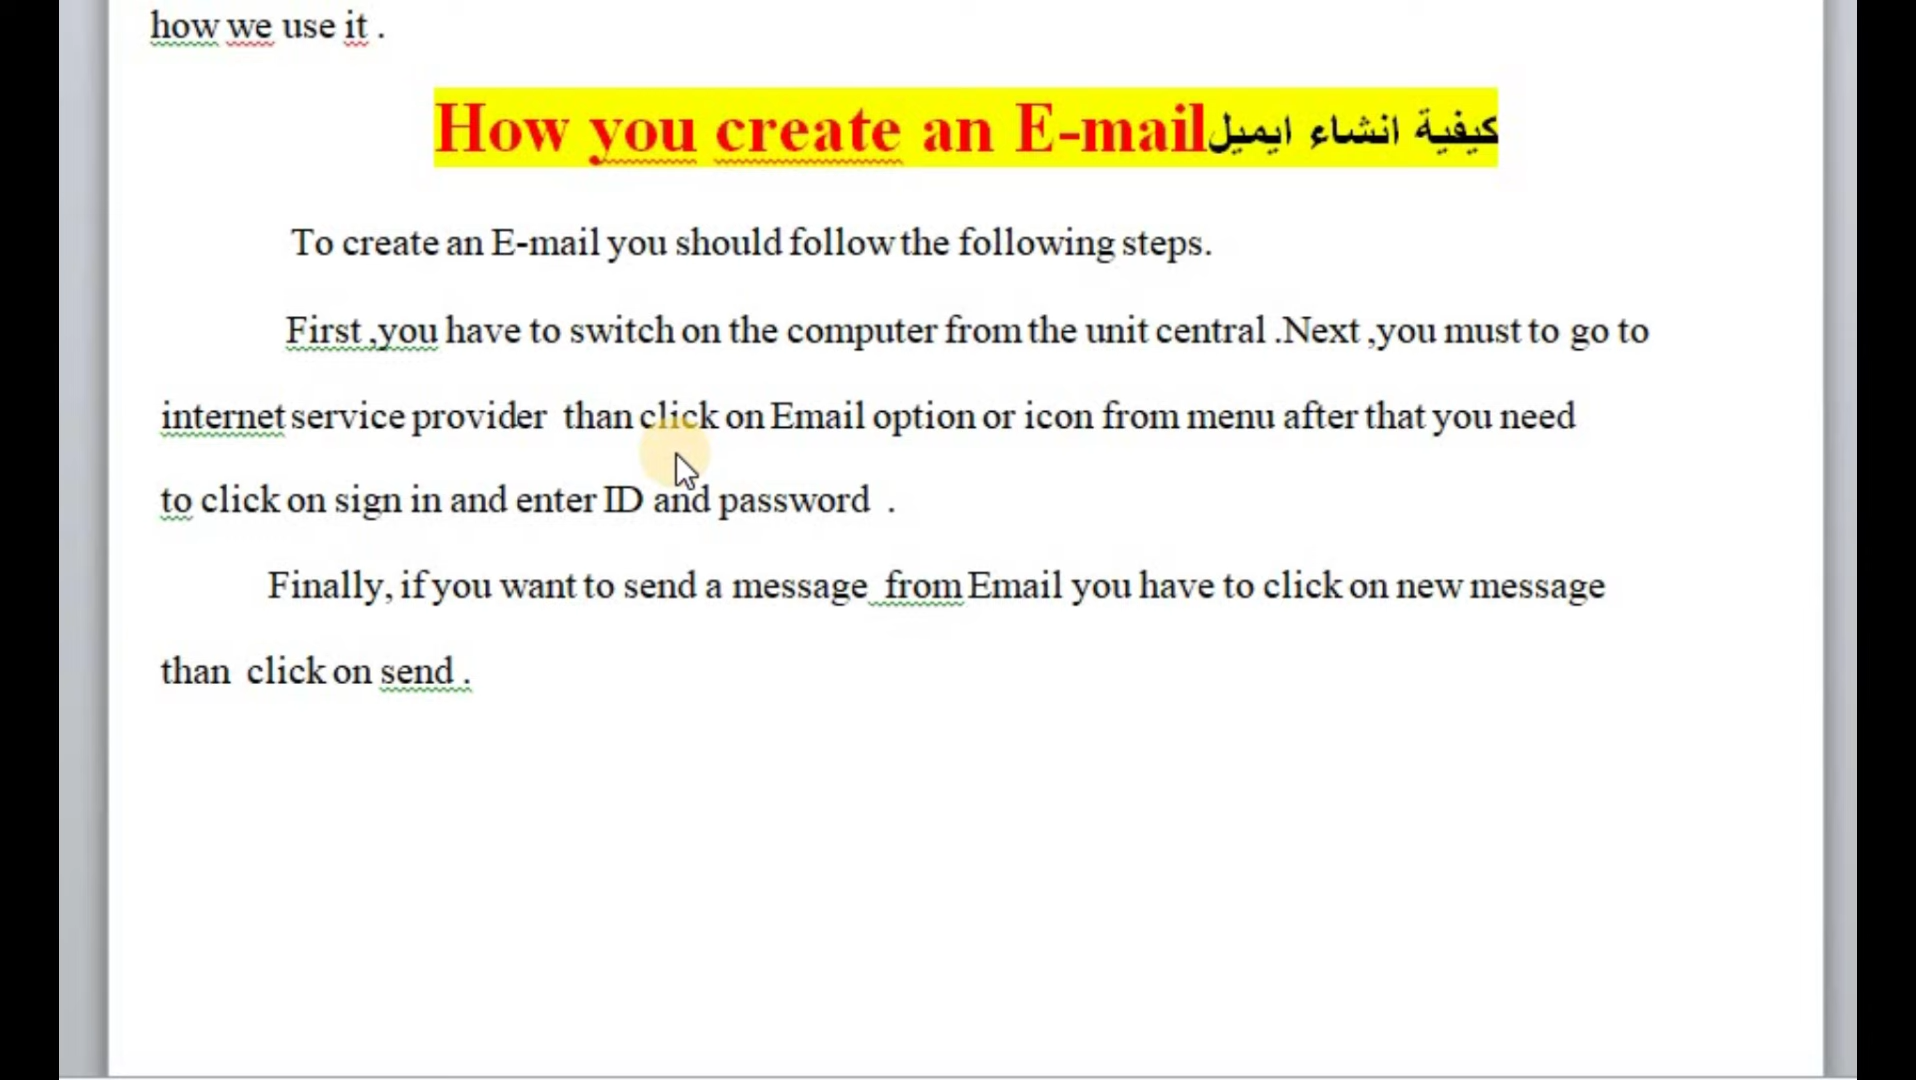 how we use it .
How you create an E-mailكيفية انشاء ايميل
To create an E-mail you should follow the following steps.
First ,you have to switch on the computer from the unit central .Next ,you must to go to
internet service provider than click on Email option or icon from menu after that you need
to click on sign in and enter ID and password .
Finally, if you want to send a message from Email you have to click on new message
than click on send .